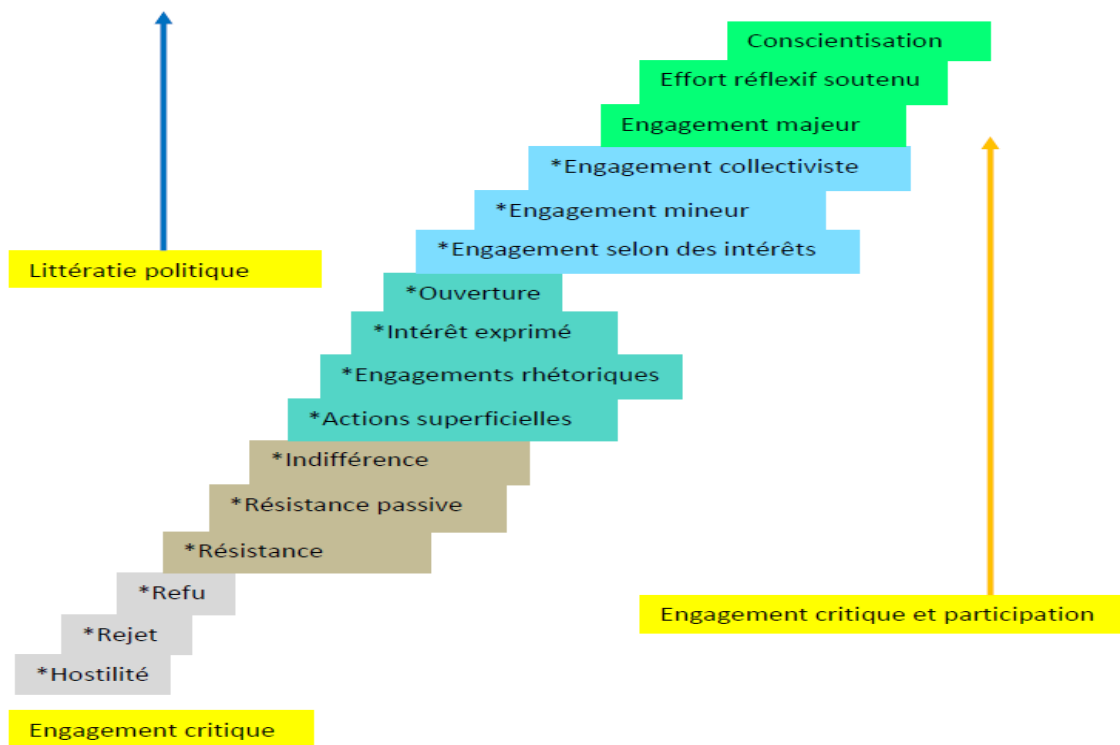 Conscientisation
Effort réflexif soutenu
Engagement majeur
*Engagement collectiviste
*Engagement mineur
*Engagement selon des intérêts
Littératie politique
*Ouverture
*Intérêt exprimé
*Engagements rhétoriques
*Actions superficielles
*Indifférence
*Résistance passive
*Résistance
*Refu
Engagement critique et participation
*Rejet
*Hostilité
Engagement critique